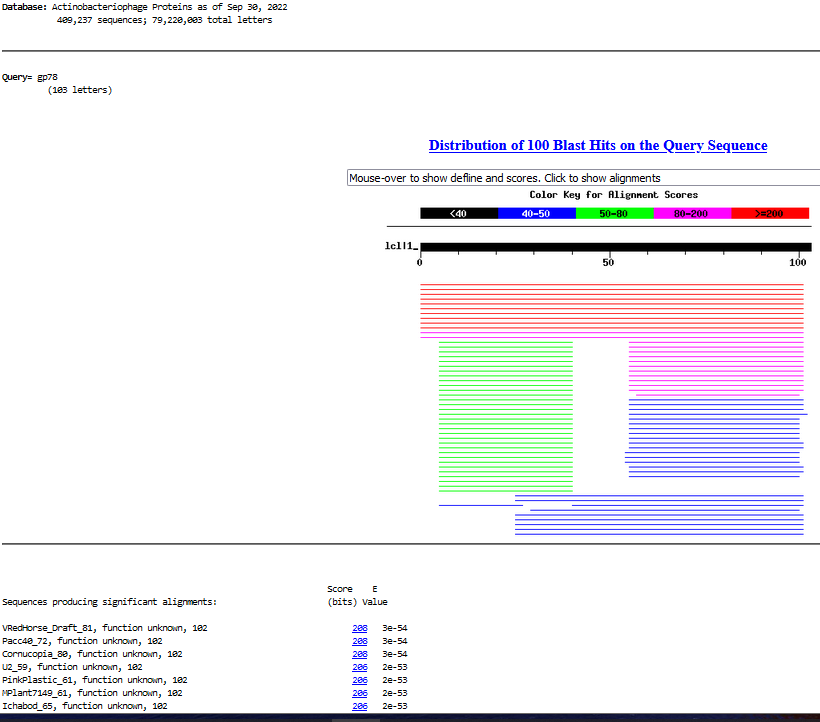 Database: Actinobacteriophage Proteins as of Sep 30, 2022
409,237 sequences; 79,220,003 total letters
Query= gp78
(103 letters)
Distribution of 100 Blast Hits on the Query Sequence
Mouse-over to show defline and scores. Click to show alignments
Color Key for Alignment Scores
<40 40-50 50-80 80-200 >=200
lcl|1_
0 50 100
Score E
Sequences producing significant alignments: (bits) Value
VRedHorse_Draft_81, function unknown, 102 208 3e-54
Pacc40_72, function unknown, 102 208 3e-54
Cornucopia_80, function unknown, 102 208 3e-54
U2_59, function unknown, 102 206 2e-53
PinkPlastic_61, function unknown, 102 206 2e-53
MPlant7149_61, function unknown, 102 206 2e-53
Ichabod_65, function unknown, 102 206 2e-53